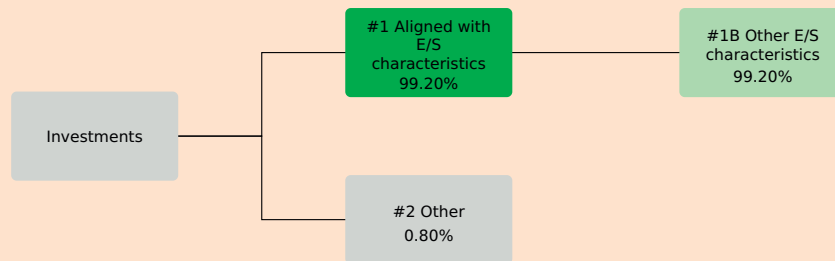 #1 Aligned with
E/S
characteristics
99.20%
#1B Other E/S
characteristics
99.20%
Investments
#2 Other
0.80%